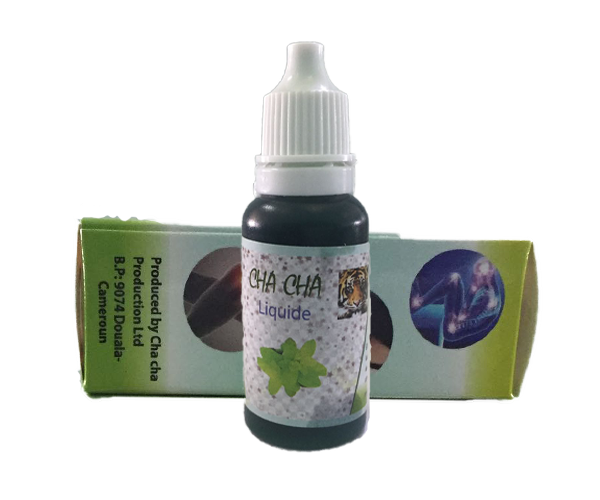 CHA CHA
Liquide
Produced by Cha cha
Production Ltd
B.P: 9074 Douala-
Cameroun